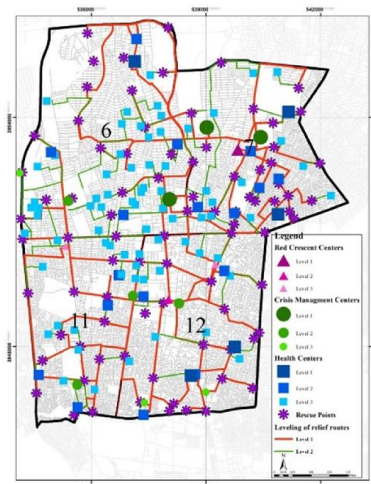 536000 539000 542000
6
7
11
12
Legend
Red Crescent Centers
Level 1
Level 2
Level 3
Crisis Managment Centers
Level 1
Level 2
Level 3
Health Centers
Level 1
Level 2
Level 3
Rescue Points
Leveling of relief routes
Level 1
Level 2
N